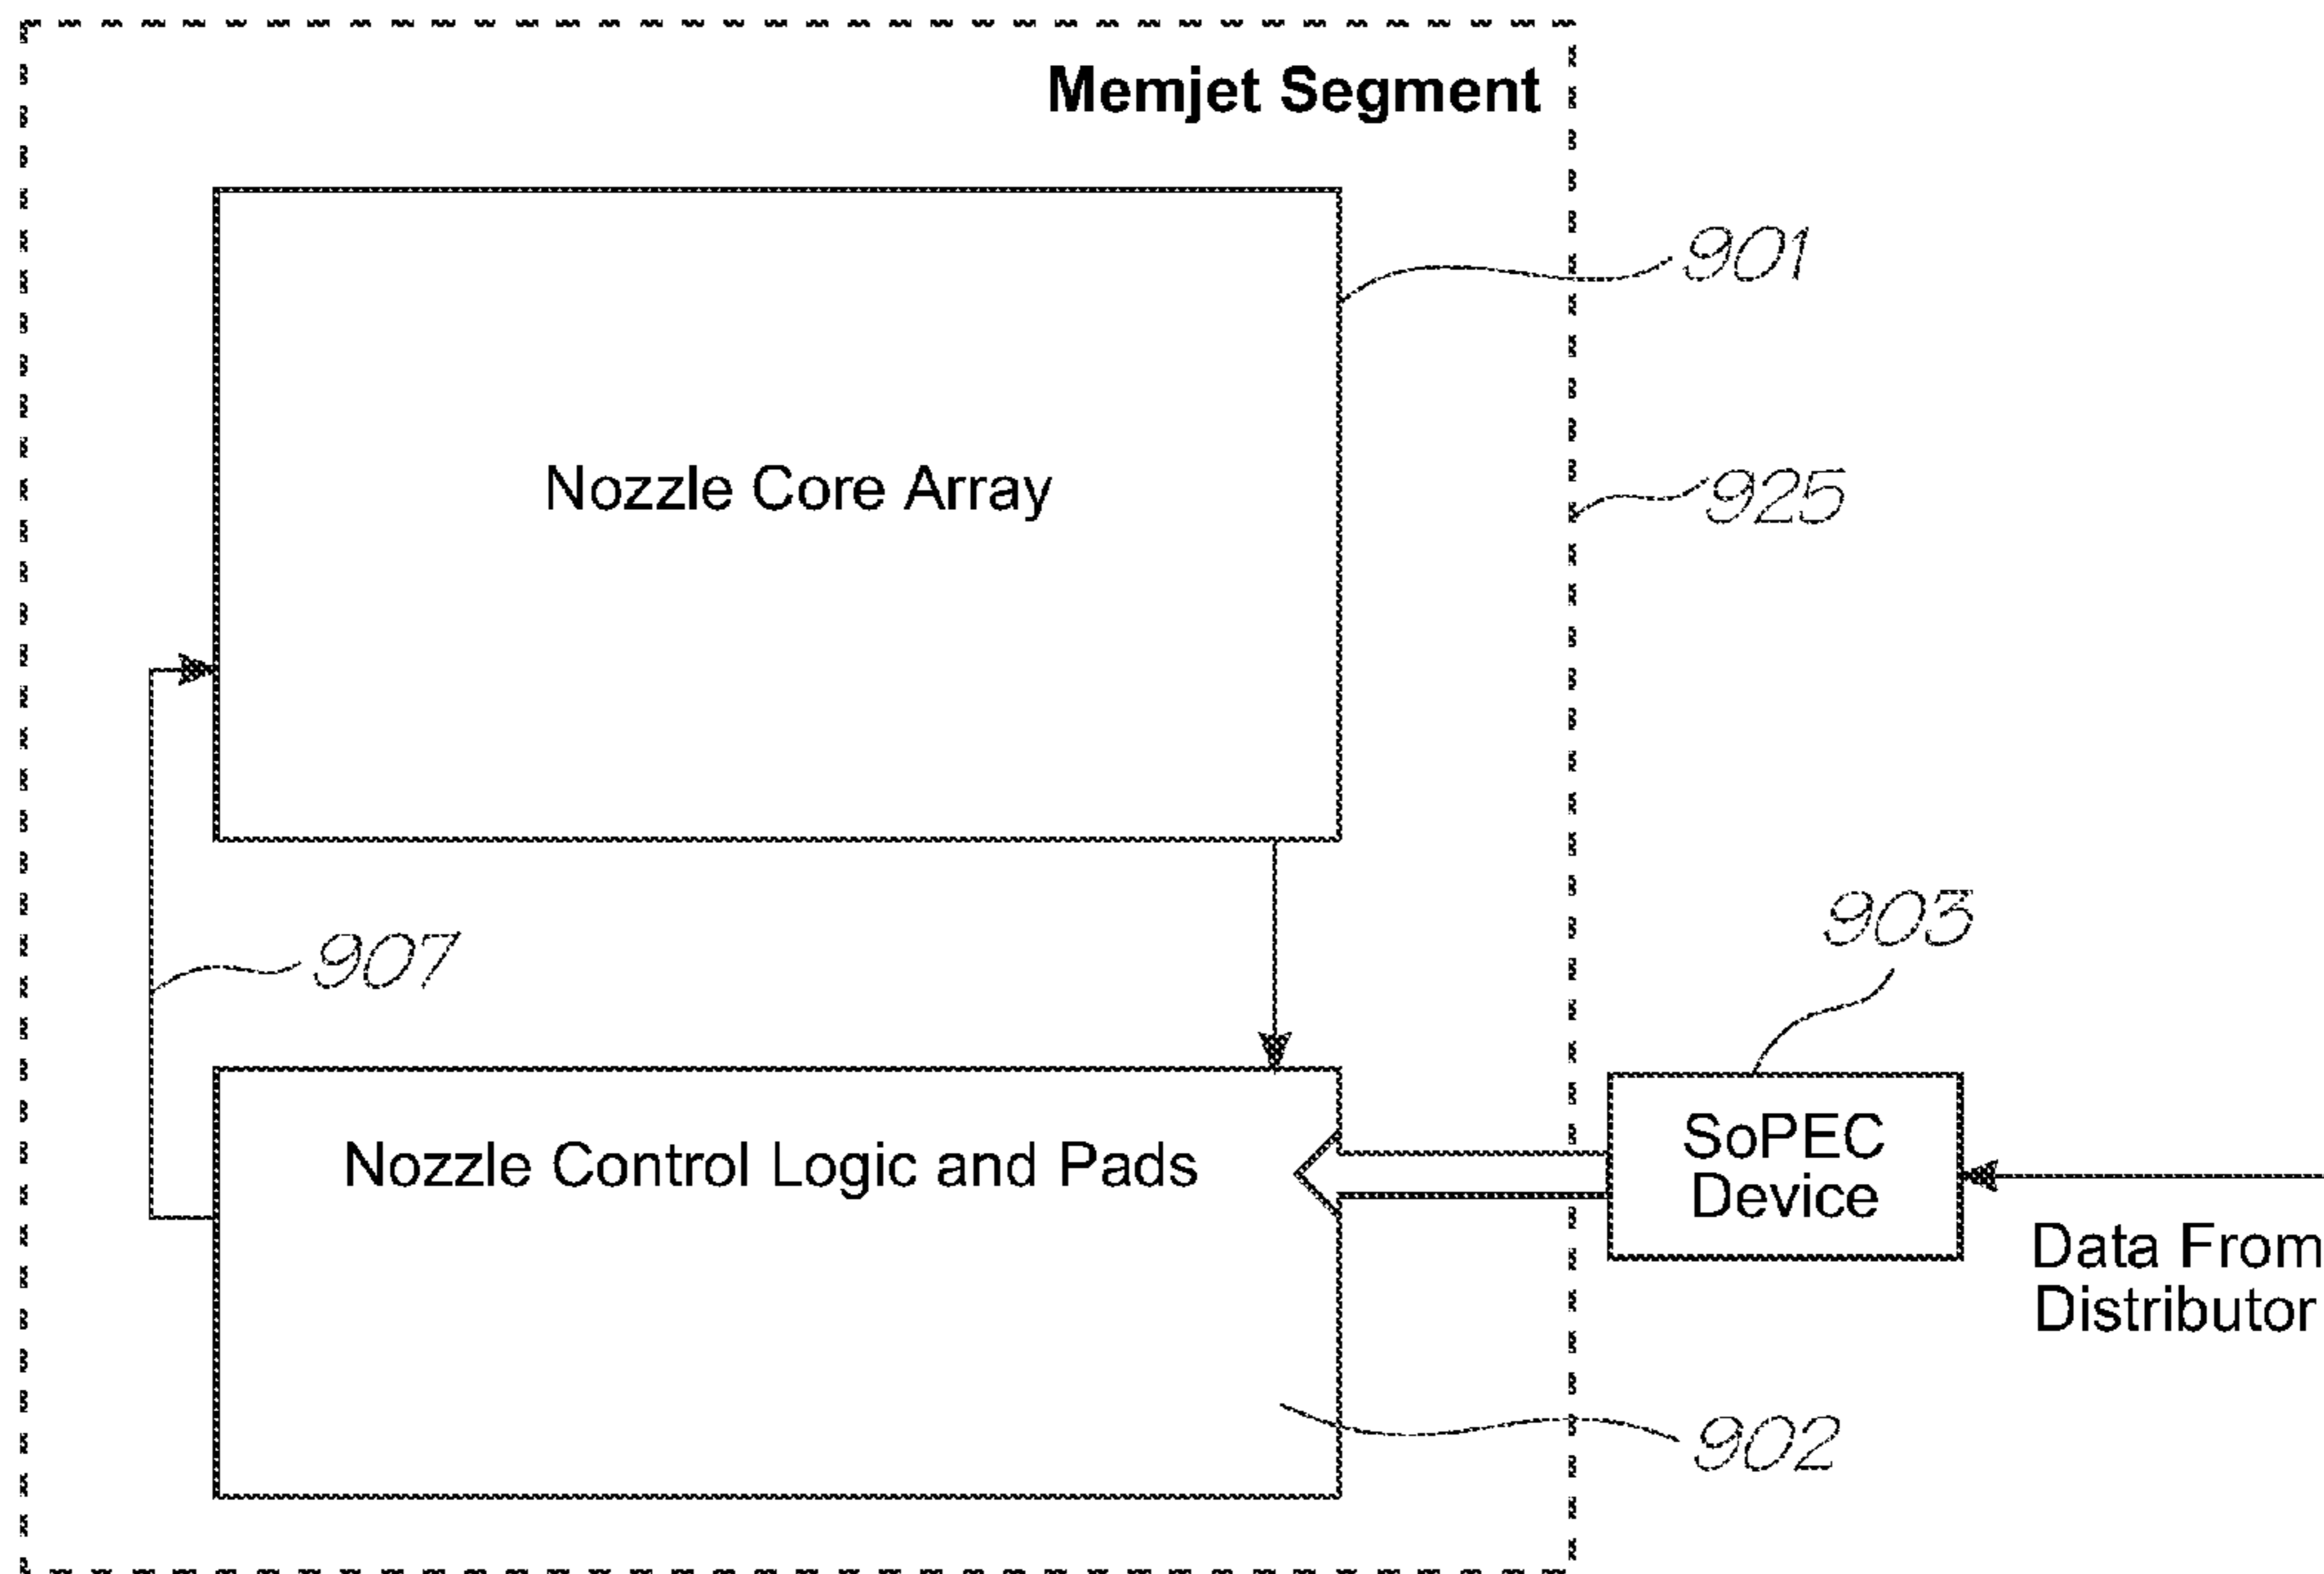 Memjet Segment
901
Nozzle Core Array
925
903
907
SoPEC
Device
Nozzle Control Logic and Pads
Data From
Distributor
902